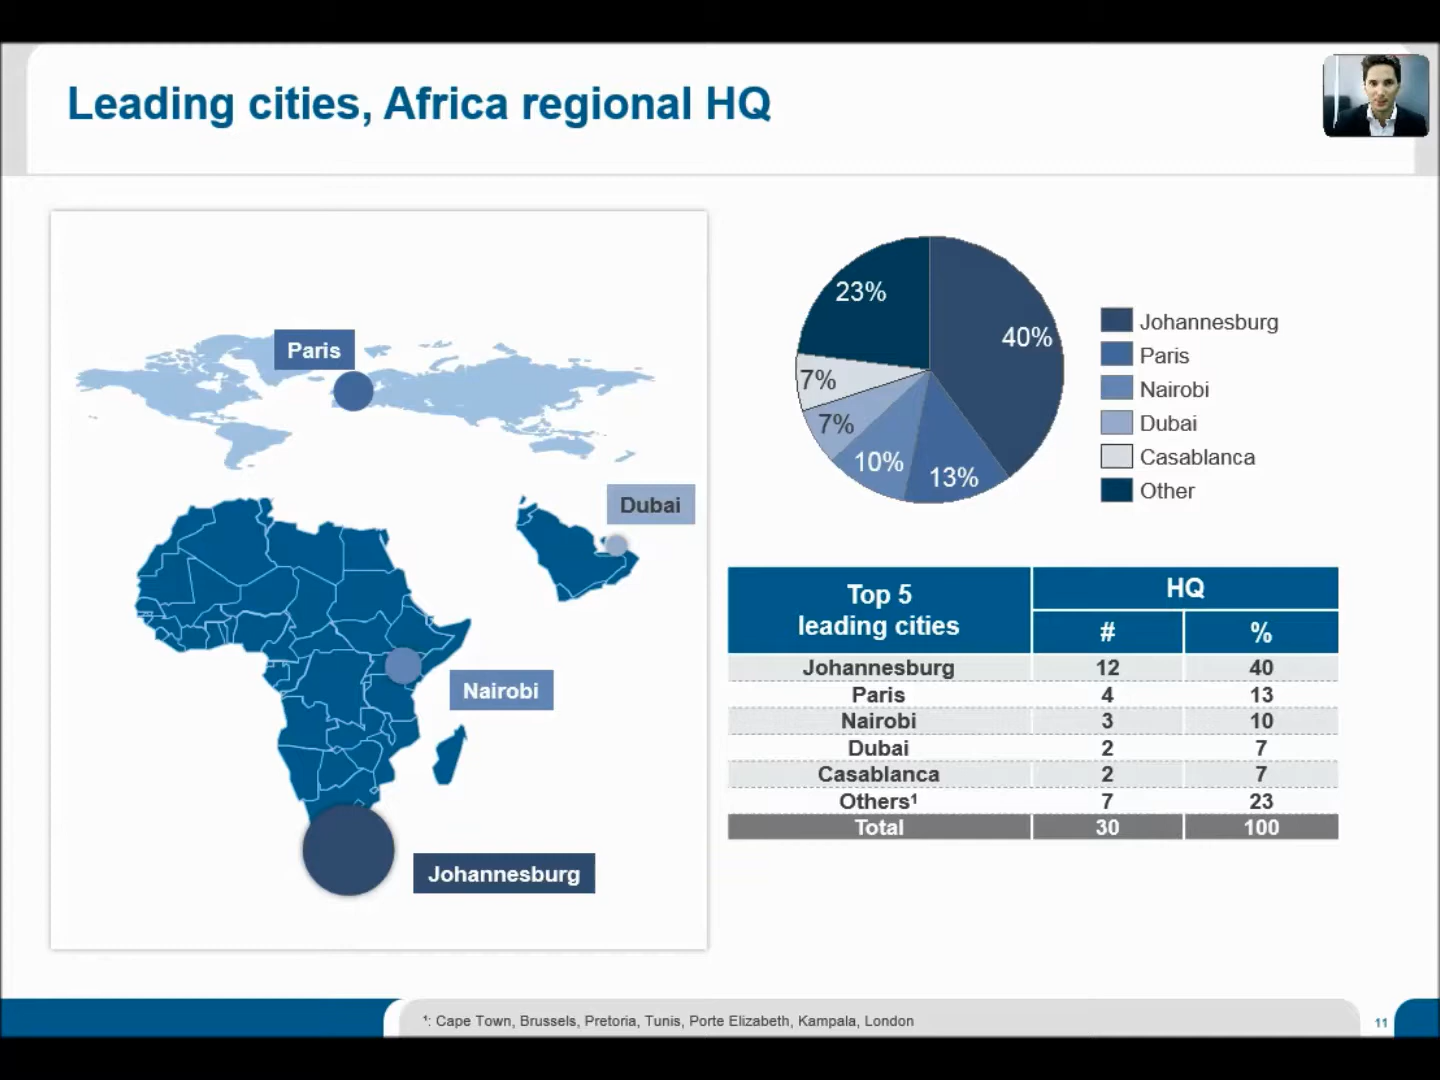 Leading cities, Africa regional HQ
Paris
Dubai
Nairobi
Johannesburg
23%
40%
7%
7%
10%
13%
Johannesburg
Paris
Nairobi
Dubai
Casablanca
Other
Top 5
leading cities
HQ
# %
Johannesburg 12 40
Paris 4 13
Nairobi 3 10
Dubai 2 7
Casablanca 2 7
Others¹ 7 23
Total 30 100
¹: Cape Town, Brussels, Pretoria, Tunis, Porte Elizabeth, Kampala, London
11